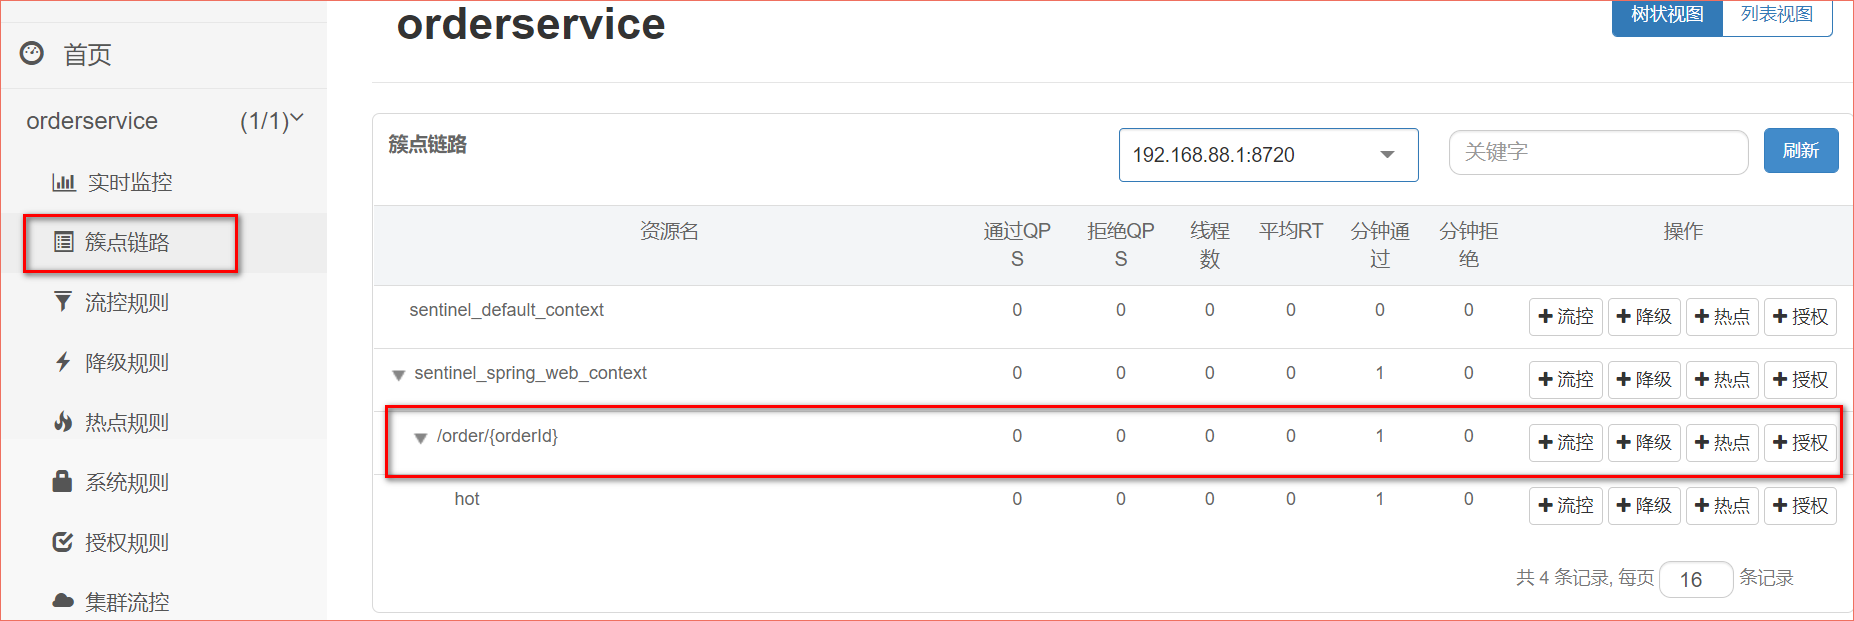 orderservice
树状视图 列表视图
首页
orderservice (1/1)
实时监控
簇点链路
流控规则
降级规则
热点规则
系统规则
授权规则
集群流控
簇点链路 192.168.88.1:8720 关键字 刷新
资源名 通过QPS 拒绝QPS 线程数 平均RT 分钟通过 分钟拒绝 操作
sentinel_default_context 0 0 0 0 0 0 流控 降级 热点 授权
sentinel_spring_web_context 0 0 0 0 1 0 流控 降级 热点 授权
/order/{orderId} 0 0 0 0 1 0 流控 降级 热点 授权
hot 0 0 0 0 1 0 流控 降级 热点 授权
共 4 条记录, 每页 16 条记录